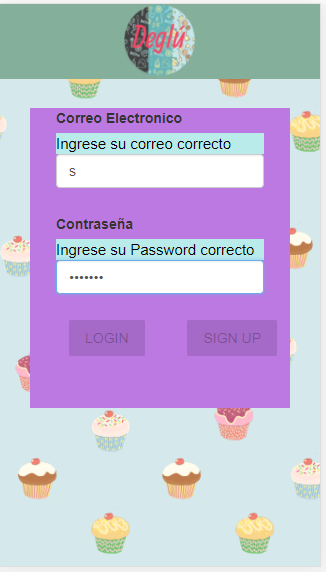 Deglú
Correo Electronico
Ingrese su correo correcto
s
Contraseña
Ingrese su Password correcto
•••••••
LOGIN
SIGN UP